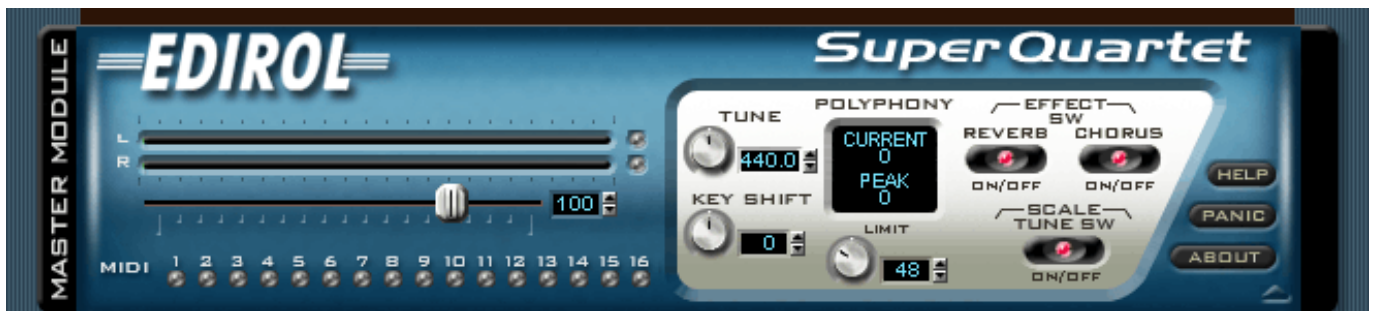 MASTER MODULE
EDIROL
Super Quartet
L
R
100
MIDI 1 2 3 4 5 6 7 8 9 10 11 12 13 14 15 16
TUNE
440.0
KEY SHIFT
0
POLYPHONY
CURRENT
0
PEAK
0
LIMIT
48
EFFECT
SW
REVERB CHORUS
ON/OFF ON/OFF
SCALE
TUNE SW
ON/OFF
HELP
PANIC
ABOUT